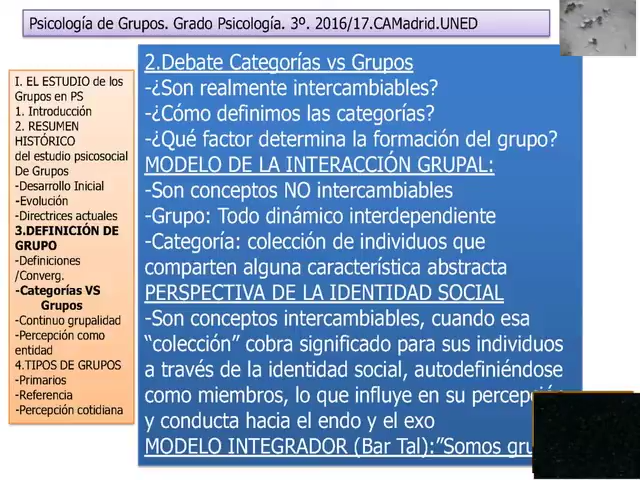 Psicología de Grupos. Grado Psicología. 3º. 2016/17.CAMadrid.UNED
I. EL ESTUDIO de los
Grupos en PS
1. Introducción
2. RESUMEN
HISTÓRICO
del estudio psicosocial
De Grupos
-Desarrollo Inicial
-Evolución
-Directrices actuales
3.DEFINICIÓN DE
GRUPO
-Definiciones
/Converg.
-Categorías VS
Grupos
-Continuo grupalidad
-Percepción como
entidad
4.TIPOS DE GRUPOS
-Primarios
-Referencia
-Percepción cotidiana
2.Debate Categorías vs Grupos
-¿Son realmente intercambiables?
-¿Cómo definimos las categorías?
-¿Qué factor determina la formación del grupo?
MODELO DE LA INTERACCIÓN GRUPAL:
-Son conceptos NO intercambiables
-Grupo: Todo dinámico interdependiente
-Categoría: colección de individuos que
comparten alguna característica abstracta
PERSPECTIVA DE LA IDENTIDAD SOCIAL
-Son conceptos intercambiables, cuando esa
“colección” cobra significado para sus individuos
a través de la identidad social, autodefiniéndose
como miembros, lo que influye en su percepción
y conducta hacia el endo y el exo
MODELO INTEGRADOR (Bar Tal):”Somos